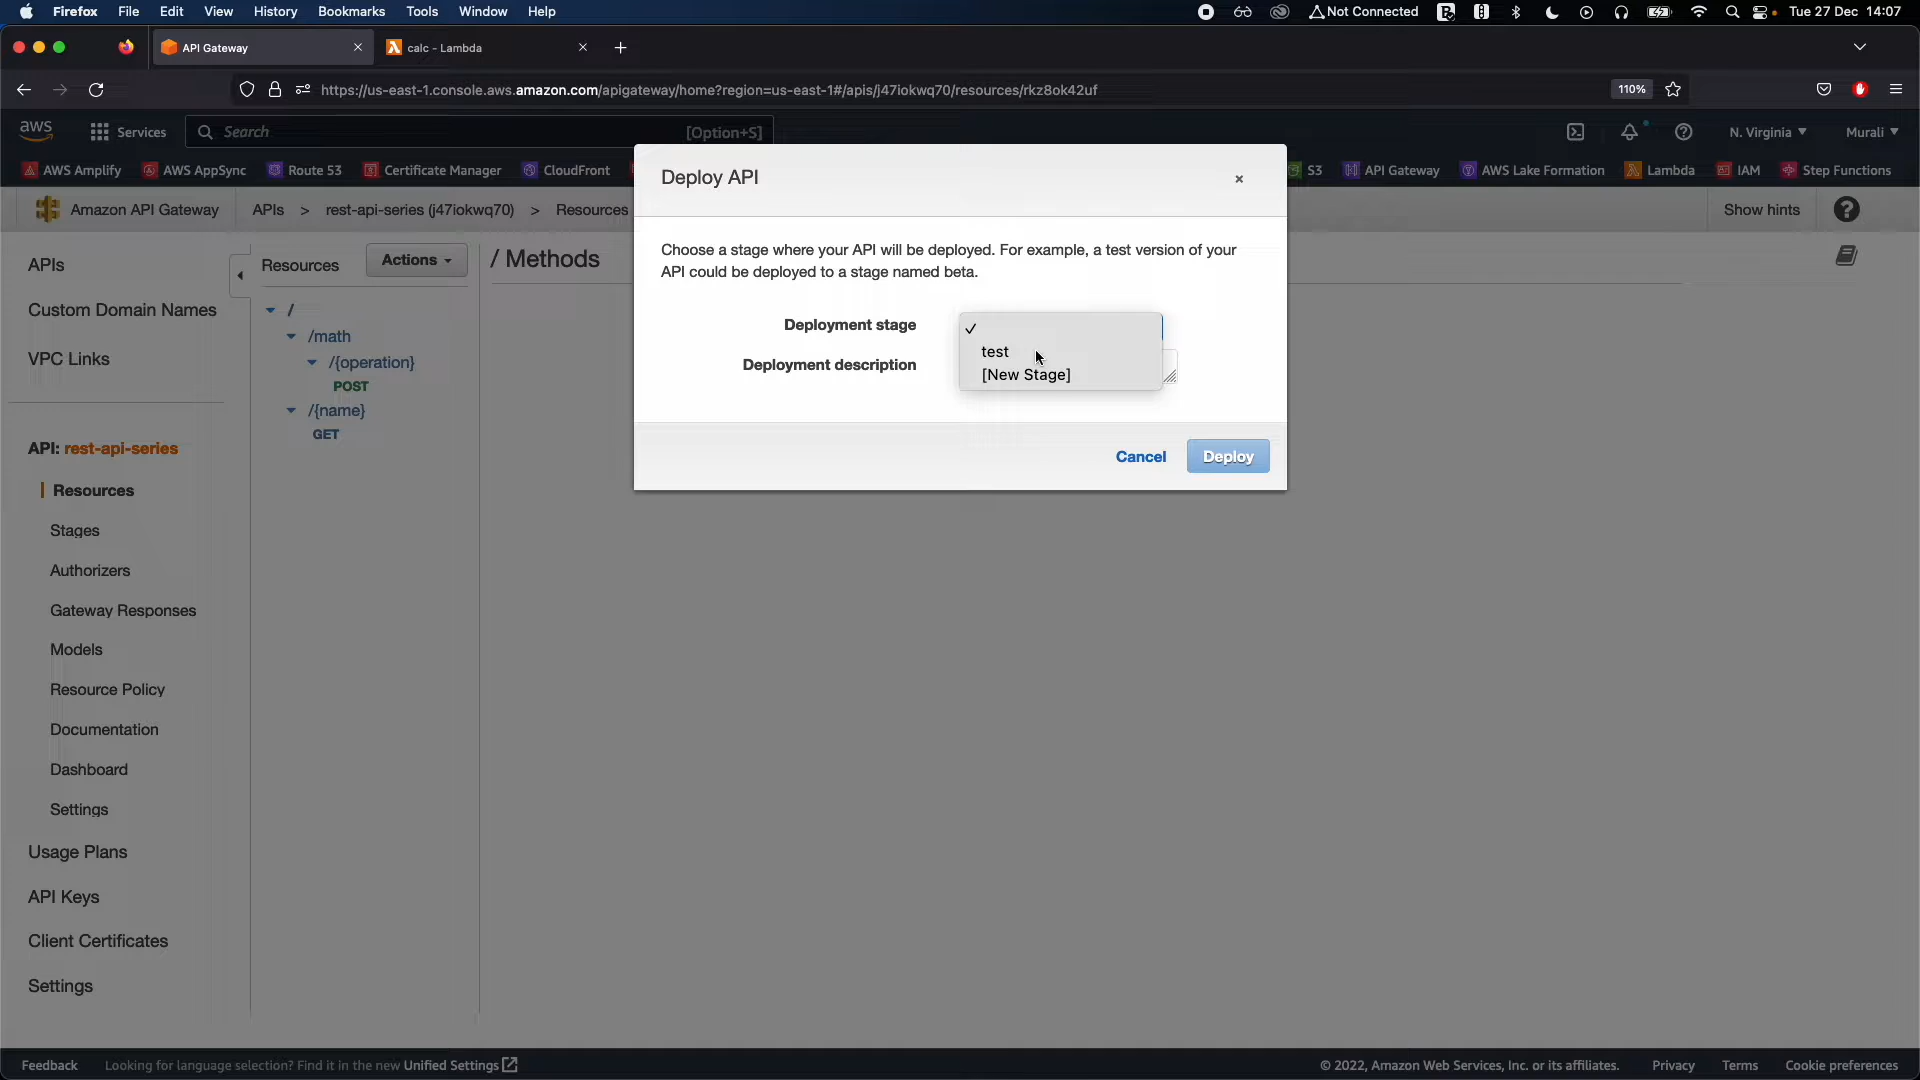 Firefox File Edit View History Bookmarks Tools Window Help Not Connected Tue 27 Dec 14:07
API Gateway calc - Lambda
https://us-east-1.console.aws.amazon.com/apigateway/home?region=us-east-1#/apis/j47iokwq70/resources/rkz8ok42uf 110%
aws Services Search [Option+S] N. Virginia Murali
AWS Amplify AWS AppSync Route 53 Certificate Manager CloudFront S3 API Gateway AWS Lake Formation Lambda IAM Step Functions
Amazon API Gateway APIs > rest-api-series (j47iokwq70) > Resources Show hints
Deploy API
Choose a stage where your API will be deployed. For example, a test version of your
API could be deployed to a stage named beta.
Deployment stage
test
[New Stage]
Deployment description
Cancel Deploy
APIs
Custom Domain Names
VPC Links
API: rest-api-series
Resources
Stages
Authorizers
Gateway Responses
Models
Resource Policy
Documentation
Dashboard
Settings
Usage Plans
API Keys
Client Certificates
Settings
Resources Actions
/
/math
/{operation}
POST
/{name}
GET
/ Methods
Feedback Looking for language selection? Find it in the new Unified Settings © 2022, Amazon Web Services, Inc. or its affiliates. Privacy Terms Cookie preferences